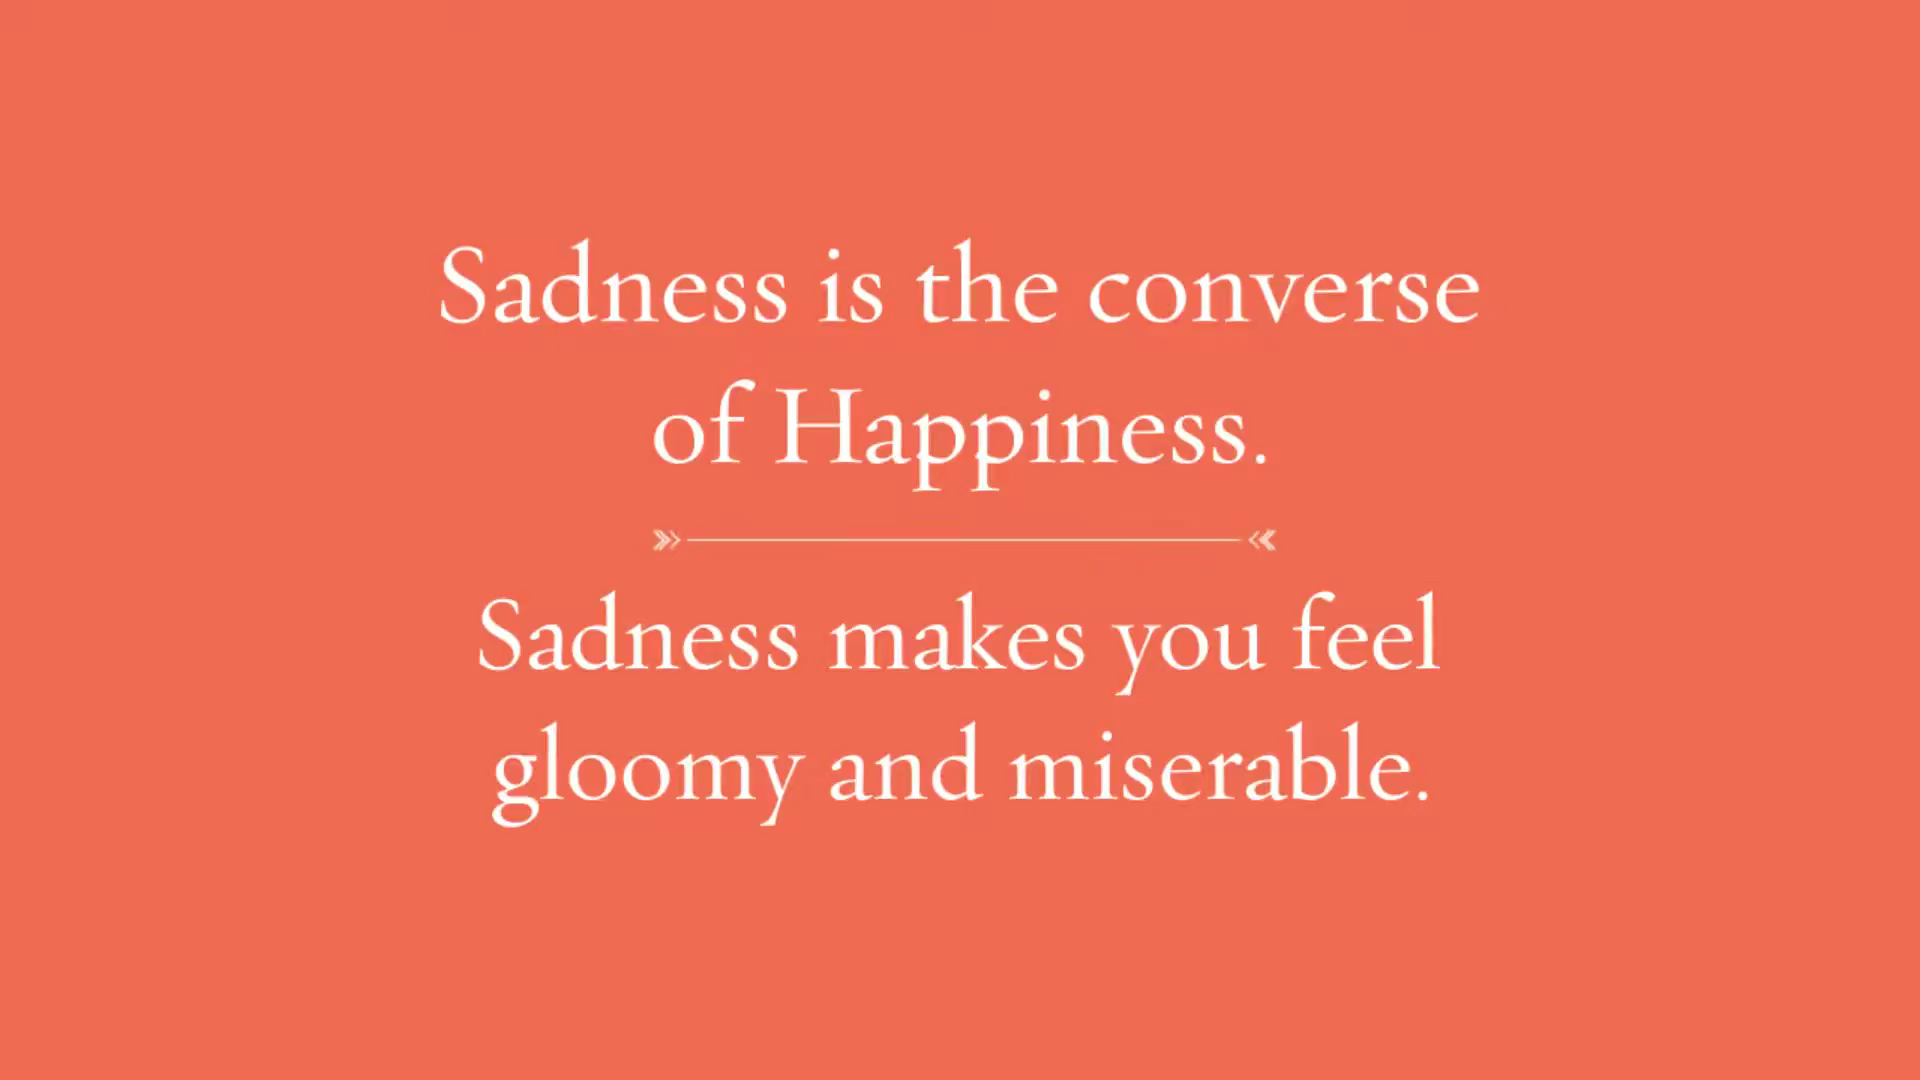 Sadness is the converse
of Happiness.
Sadness makes you feel
gloomy and miserable.